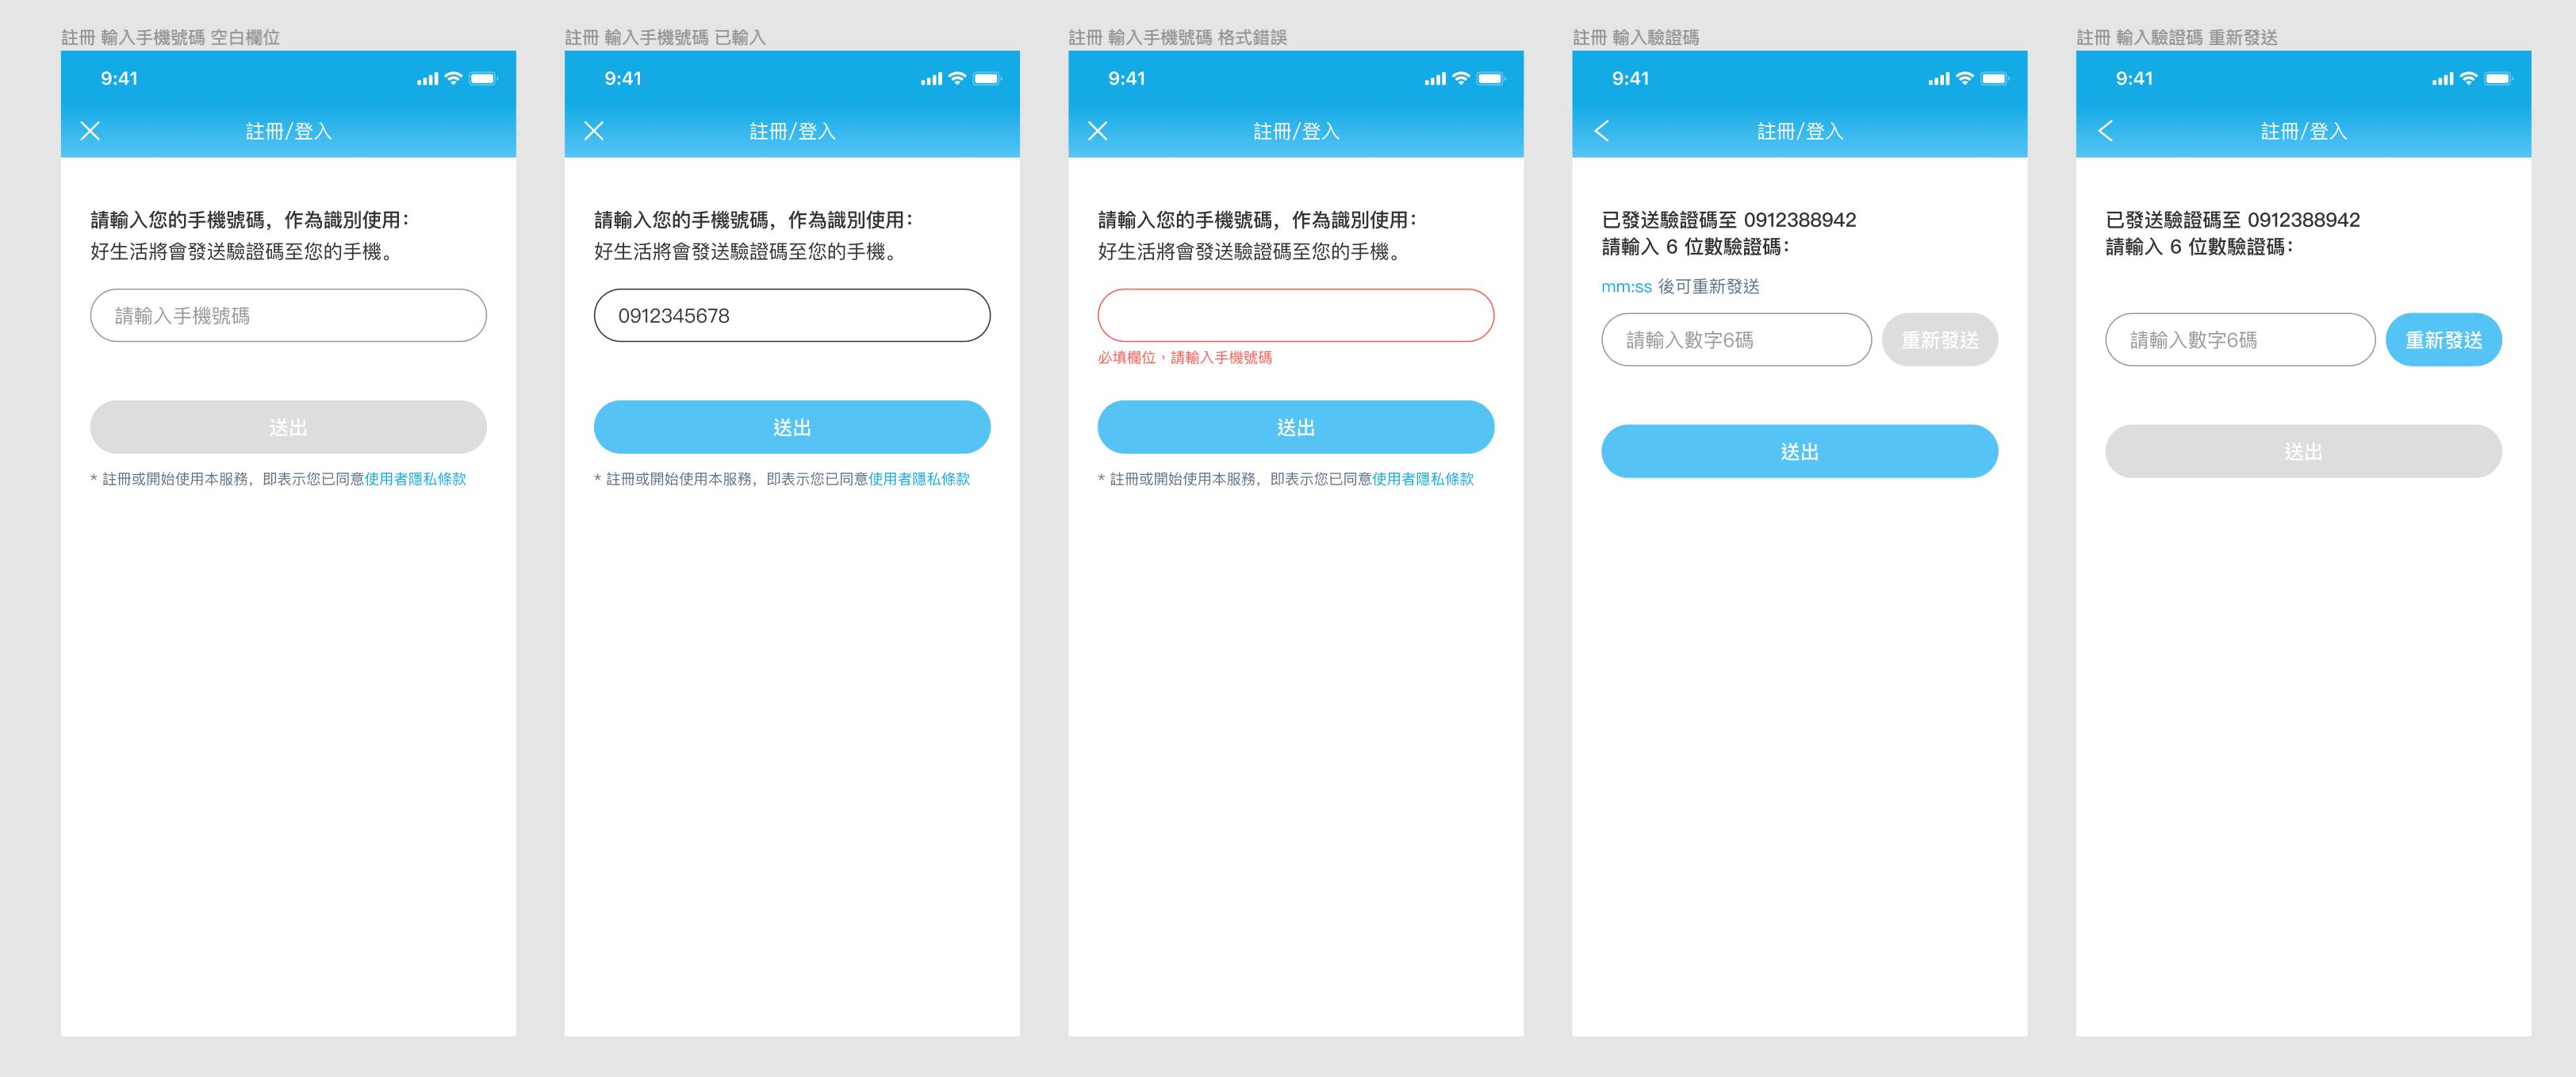 註冊 輸入手機號碼 空白欄位
9:41
註冊/登入
請輸入您的手機號碼，作為識別使用：
好生活將會發送驗證碼至您的手機。
請輸入手機號碼
送出
* 註冊或開始使用本服務，即表示您已同意使用者隱私條款
註冊 輸入手機號碼 已輸入
9:41
註冊/登入
請輸入您的手機號碼，作為識別使用：
好生活將會發送驗證碼至您的手機。
0912345678
送出
* 註冊或開始使用本服務，即表示您已同意使用者隱私條款
註冊 輸入手機號碼 格式錯誤
9:41
註冊/登入
請輸入您的手機號碼，作為識別使用：
好生活將會發送驗證碼至您的手機。
必填欄位，請輸入手機號碼
送出
* 註冊或開始使用本服務，即表示您已同意使用者隱私條款
註冊 輸入驗證碼
9:41
註冊/登入
已發送驗證碼至 0912388942
請輸入 6 位數驗證碼：
mm:ss 後可重新發送
請輸入數字6碼
重新發送
送出
註冊 輸入驗證碼 重新發送
9:41
註冊/登入
已發送驗證碼至 0912388942
請輸入 6 位數驗證碼：
請輸入數字6碼
重新發送
送出